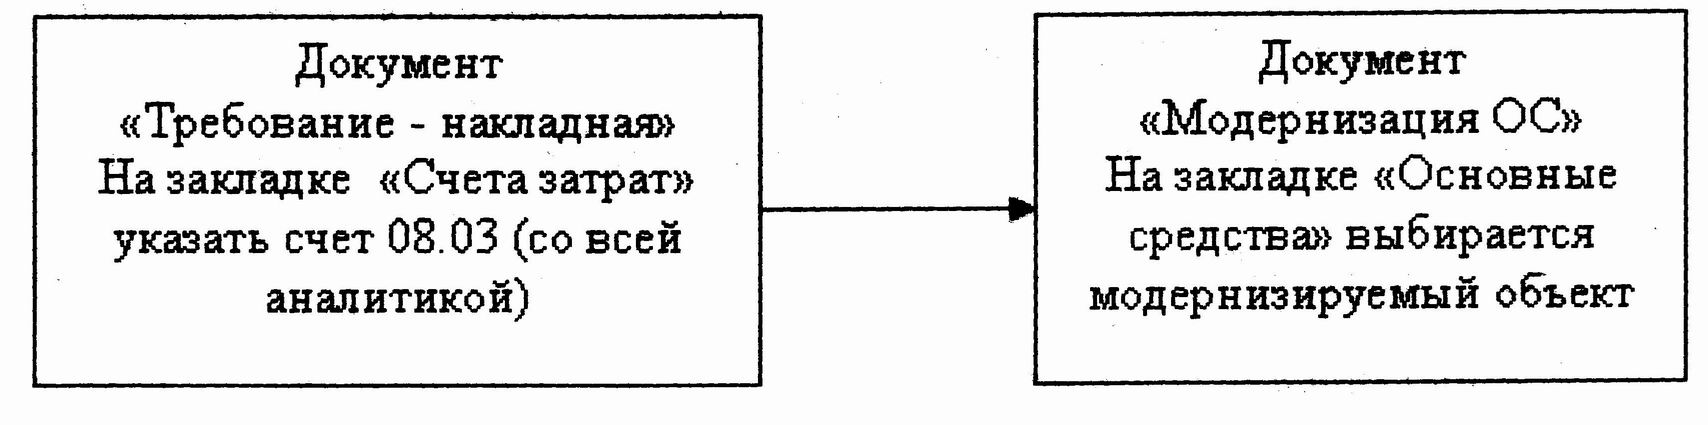 Документ
«Требование - накладная»
На закладке «Счета затрат»
указать счет 08.03 (со всей
аналитикой)
Документ
«Модернизация ОС»
На закладке «Основные
средства» выбирается
модернизируемый объект